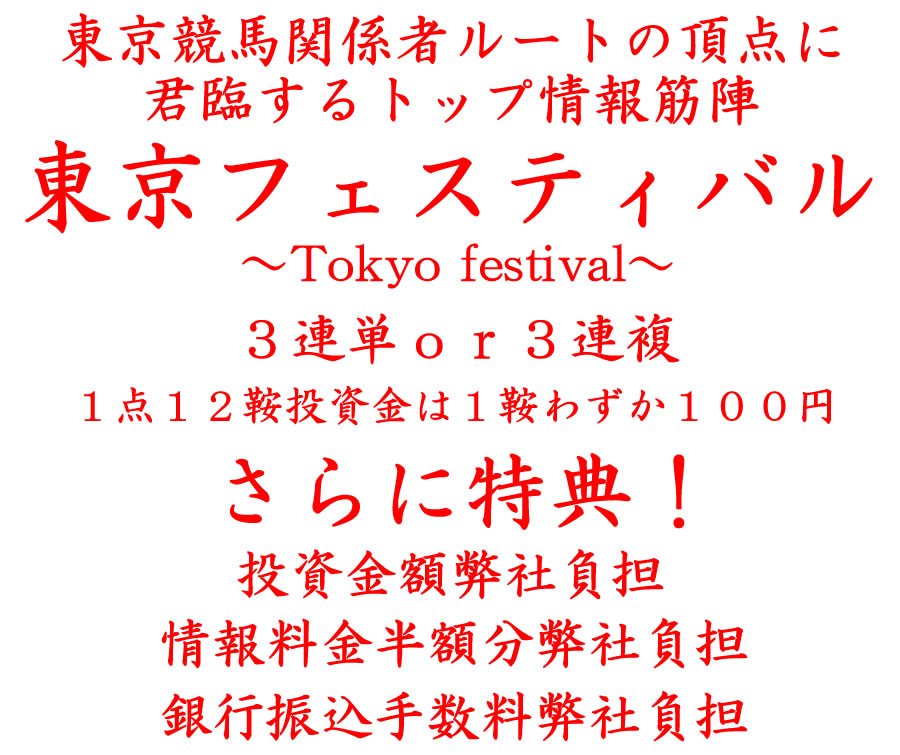 東京競馬関係者ルートの頂点に
君臨するトップ情報筋陣
東京フェスティバル
～Tokyo festival～
３連単ｏｒ３連複
１点１２鞍投資金は１鞍わずか１００円
さらに特典！
投資金額弊社負担
情報料金半額分弊社負担
銀行振込手数料弊社負担